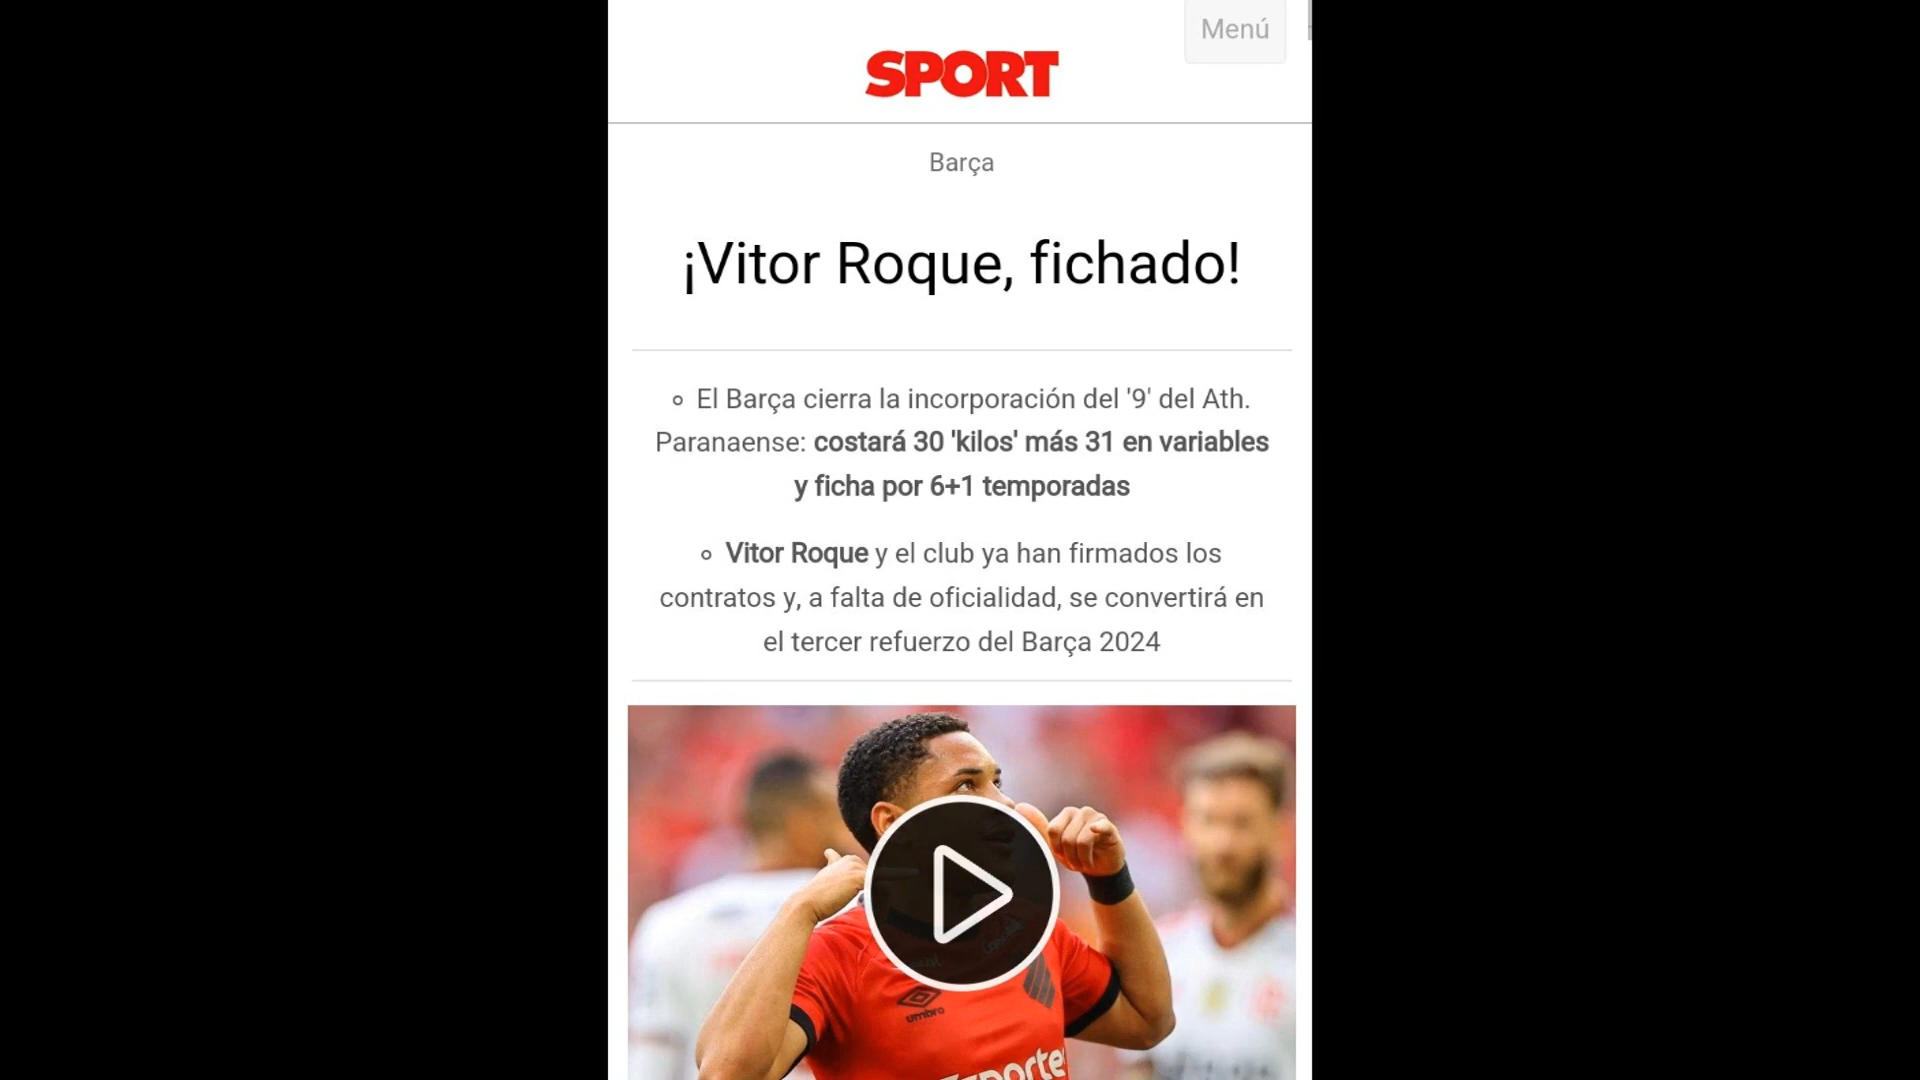 Menú
SPORT
Barça
¡Vitor Roque, fichado!
El Barça cierra la incorporación del '9' del Ath.
Paranaense: costará 30 'kilos' más 31 en variables
y ficha por 6+1 temporadas
Vitor Roque y el club ya han firmados los
contratos y, a falta de oficialidad, se convertirá en
el tercer refuerzo del Barça 2024
umbro